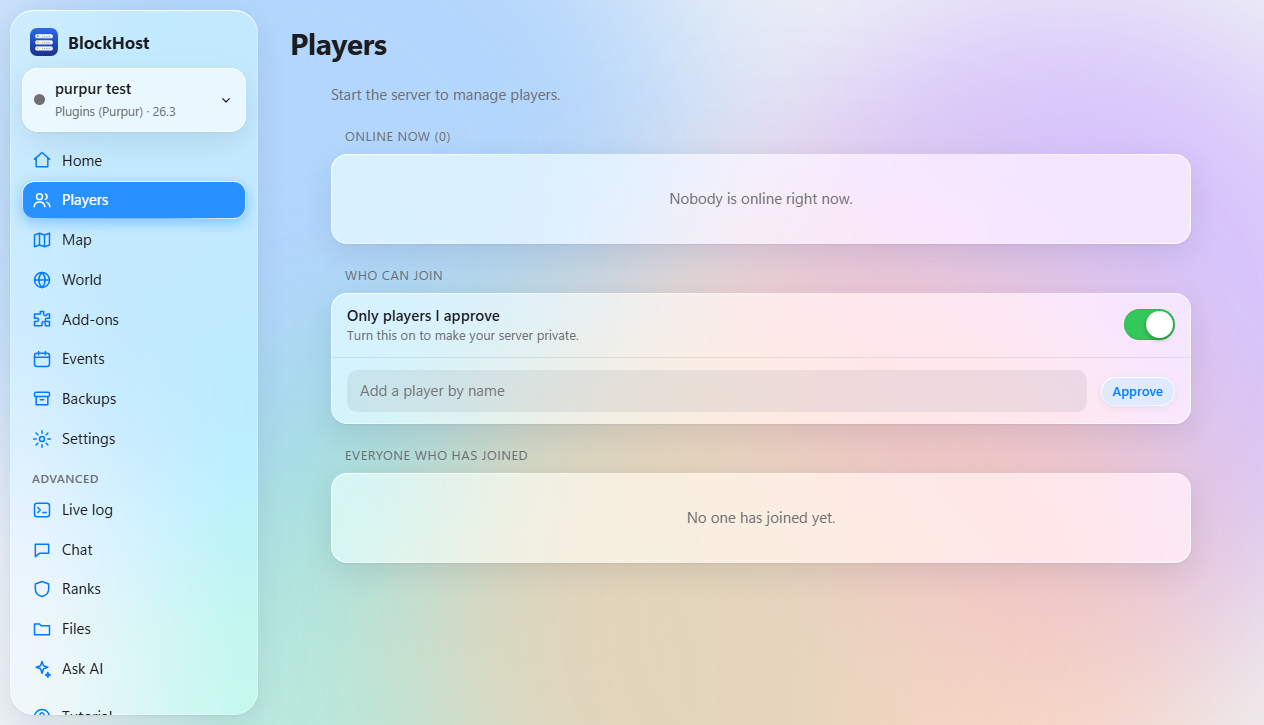 BlockHost
purpur test
Plugins (Purpur) · 26.3
Home
Players
Map
World
Add-ons
Events
Backups
Settings
ADVANCED
Live log
Chat
Ranks
Files
Ask AI
Tutorial
Players
Start the server to manage players.
ONLINE NOW (0)
Nobody is online right now.
WHO CAN JOIN
Only players I approve
Turn this on to make your server private.
Add a player by name
Approve
EVERYONE WHO HAS JOINED
No one has joined yet.